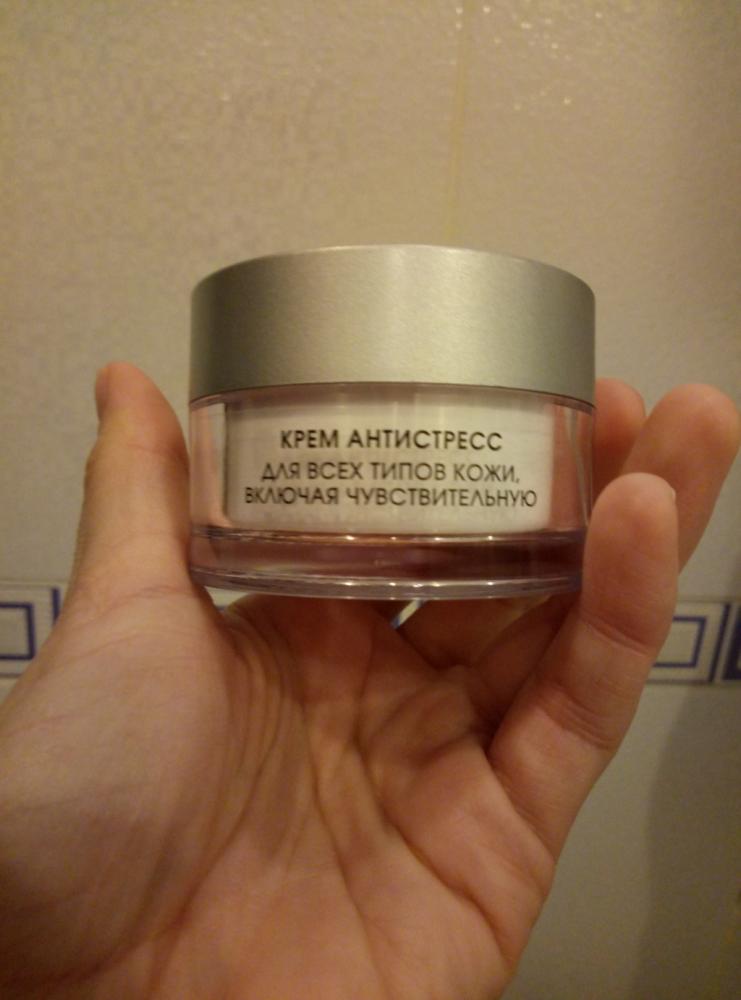 КРЕМ АНТИСТРЕСС
ДЛЯ ВСЕХ ТИПОВ КОЖИ,
ВКЛЮЧАЯ ЧУВСТВИТЕЛЬНУЮ